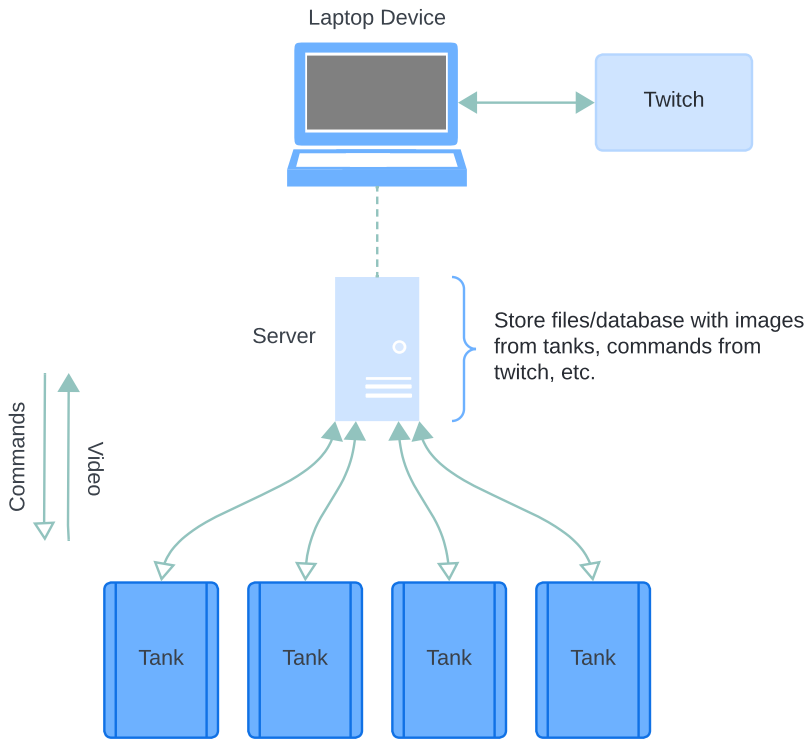 Laptop Device
Twitch
Server
Store files/database with images
from tanks, commands from
twitch, etc.
Commands
Video
Tank
Tank
Tank
Tank